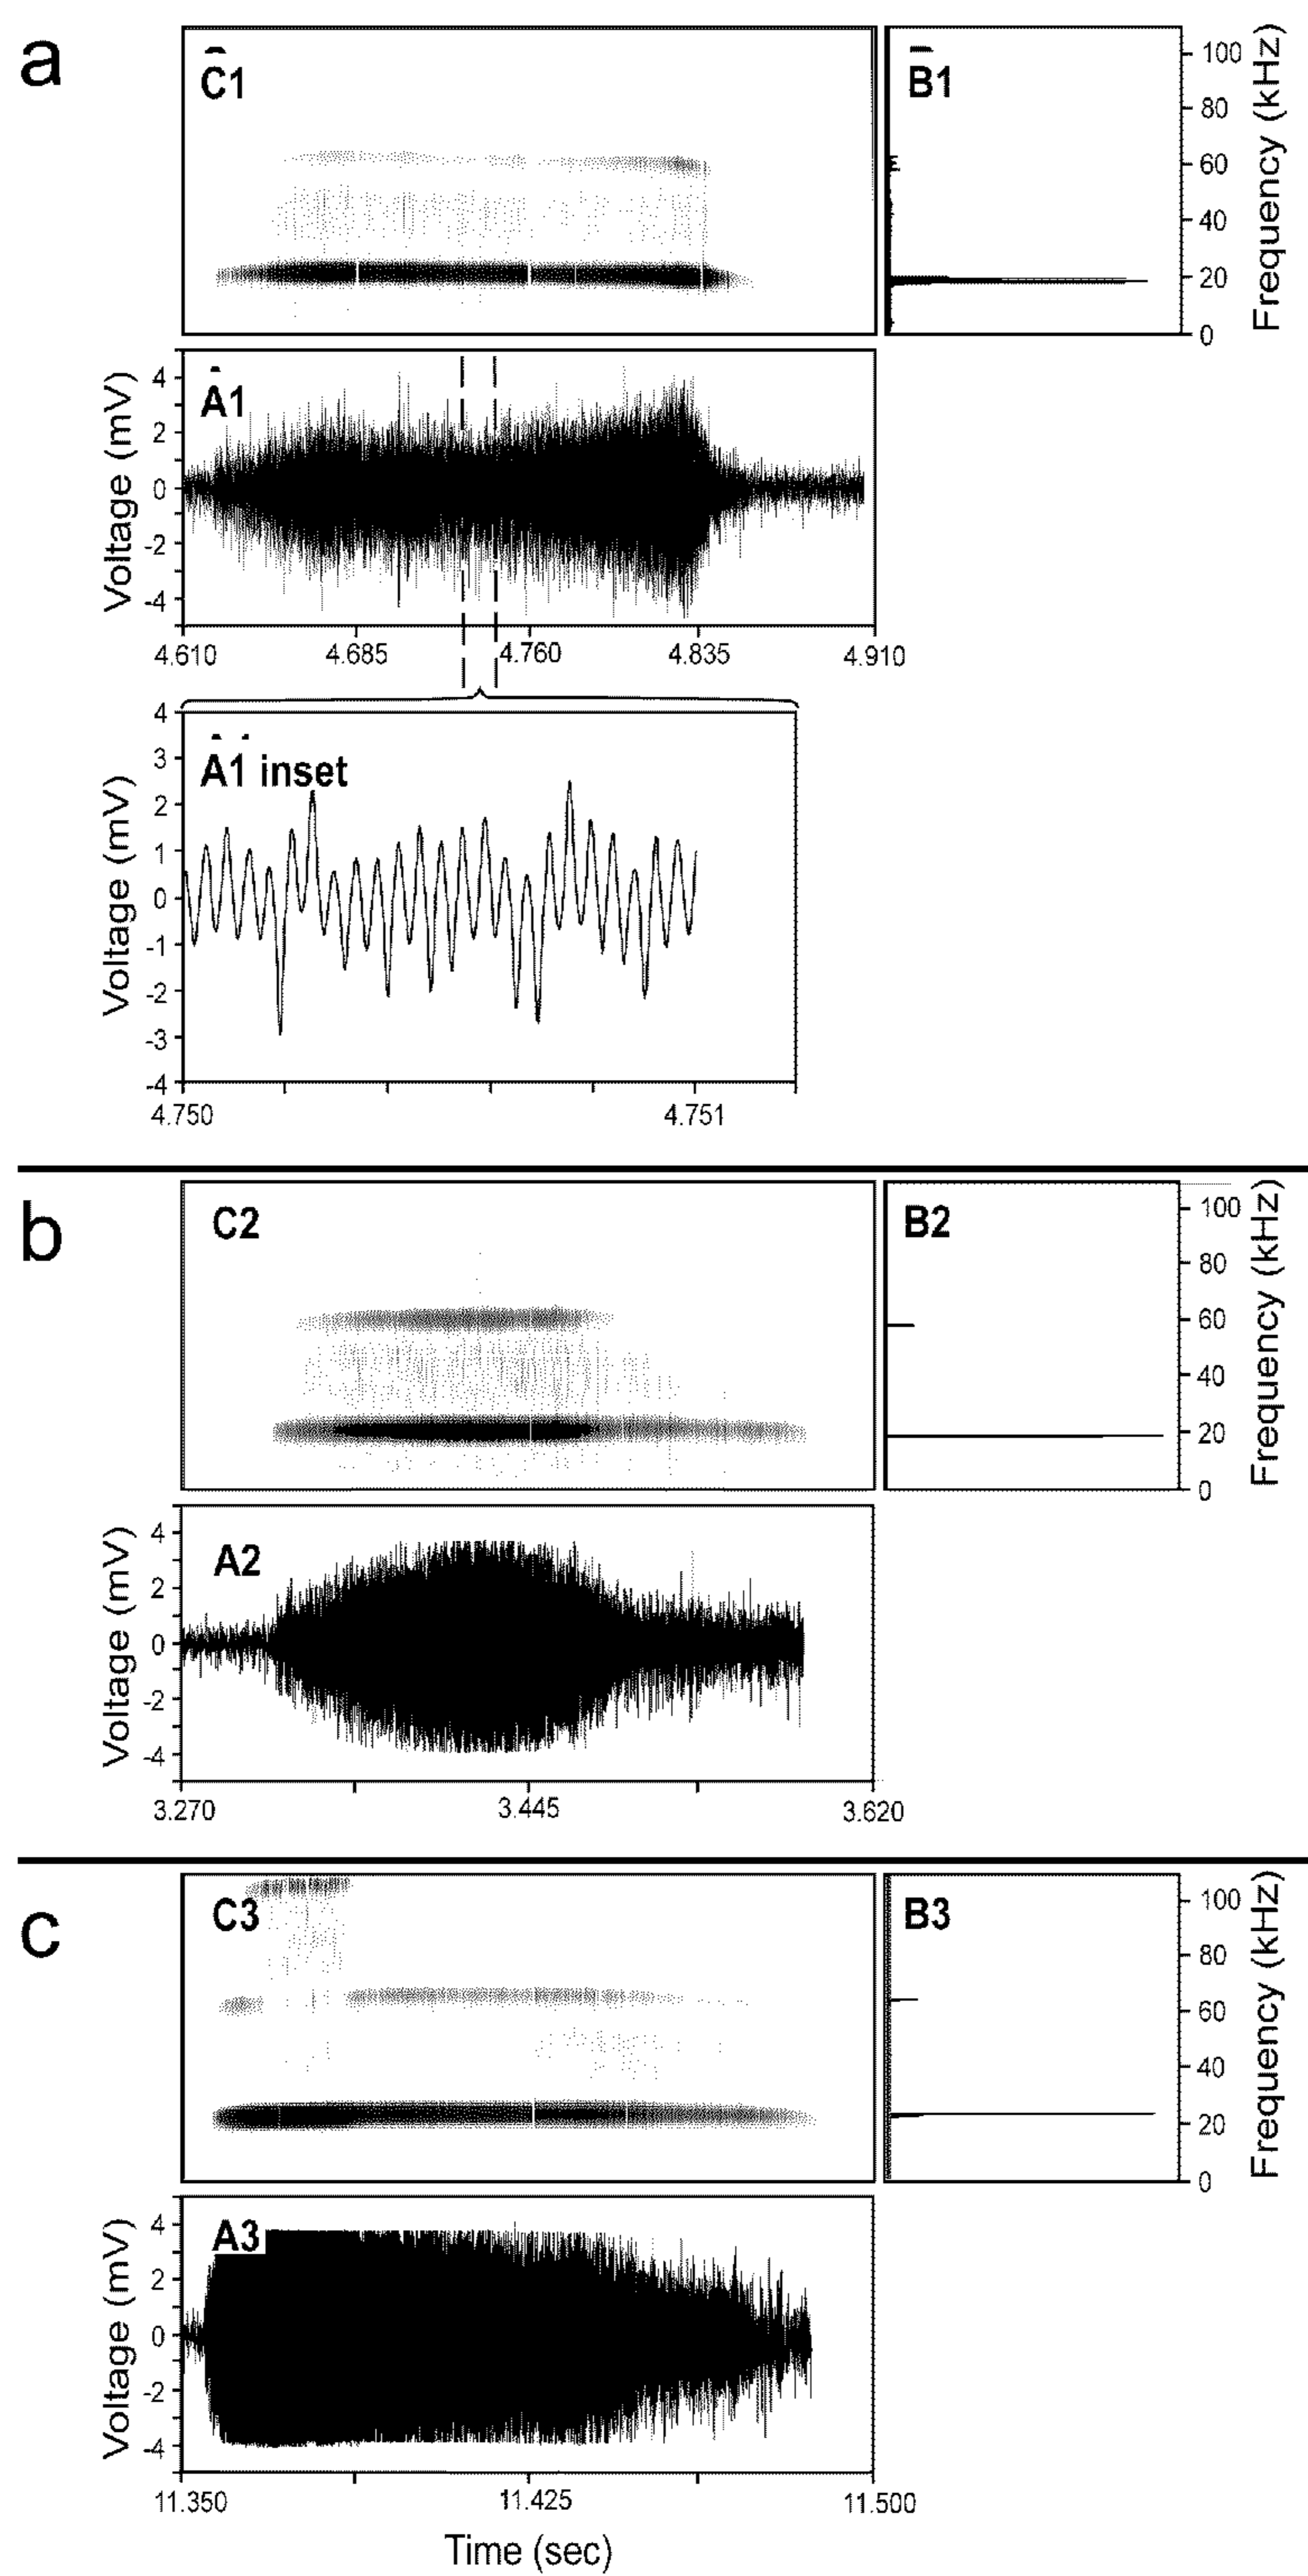 a
C1
B1
100
80
60
40
20
0
Frequency (kHz)
A1
4
2
0
-2
-4
Voltage (mV)
4.610 4.685 4.760 4.835 4.910
A1 inset
4
3
2
1
0
-1
-2
-3
-4
Voltage (mV)
4.750 4.751
b
C2
B2
100
80
60
40
20
0
Frequency (kHz)
A2
4
2
0
-2
-4
Voltage (mV)
3.270 3.445 3.620
c
C3
B3
100
80
60
40
20
0
Frequency (kHz)
A3
4
2
0
-2
-4
Voltage (mV)
11.350 11.425 11.500
Time (sec)